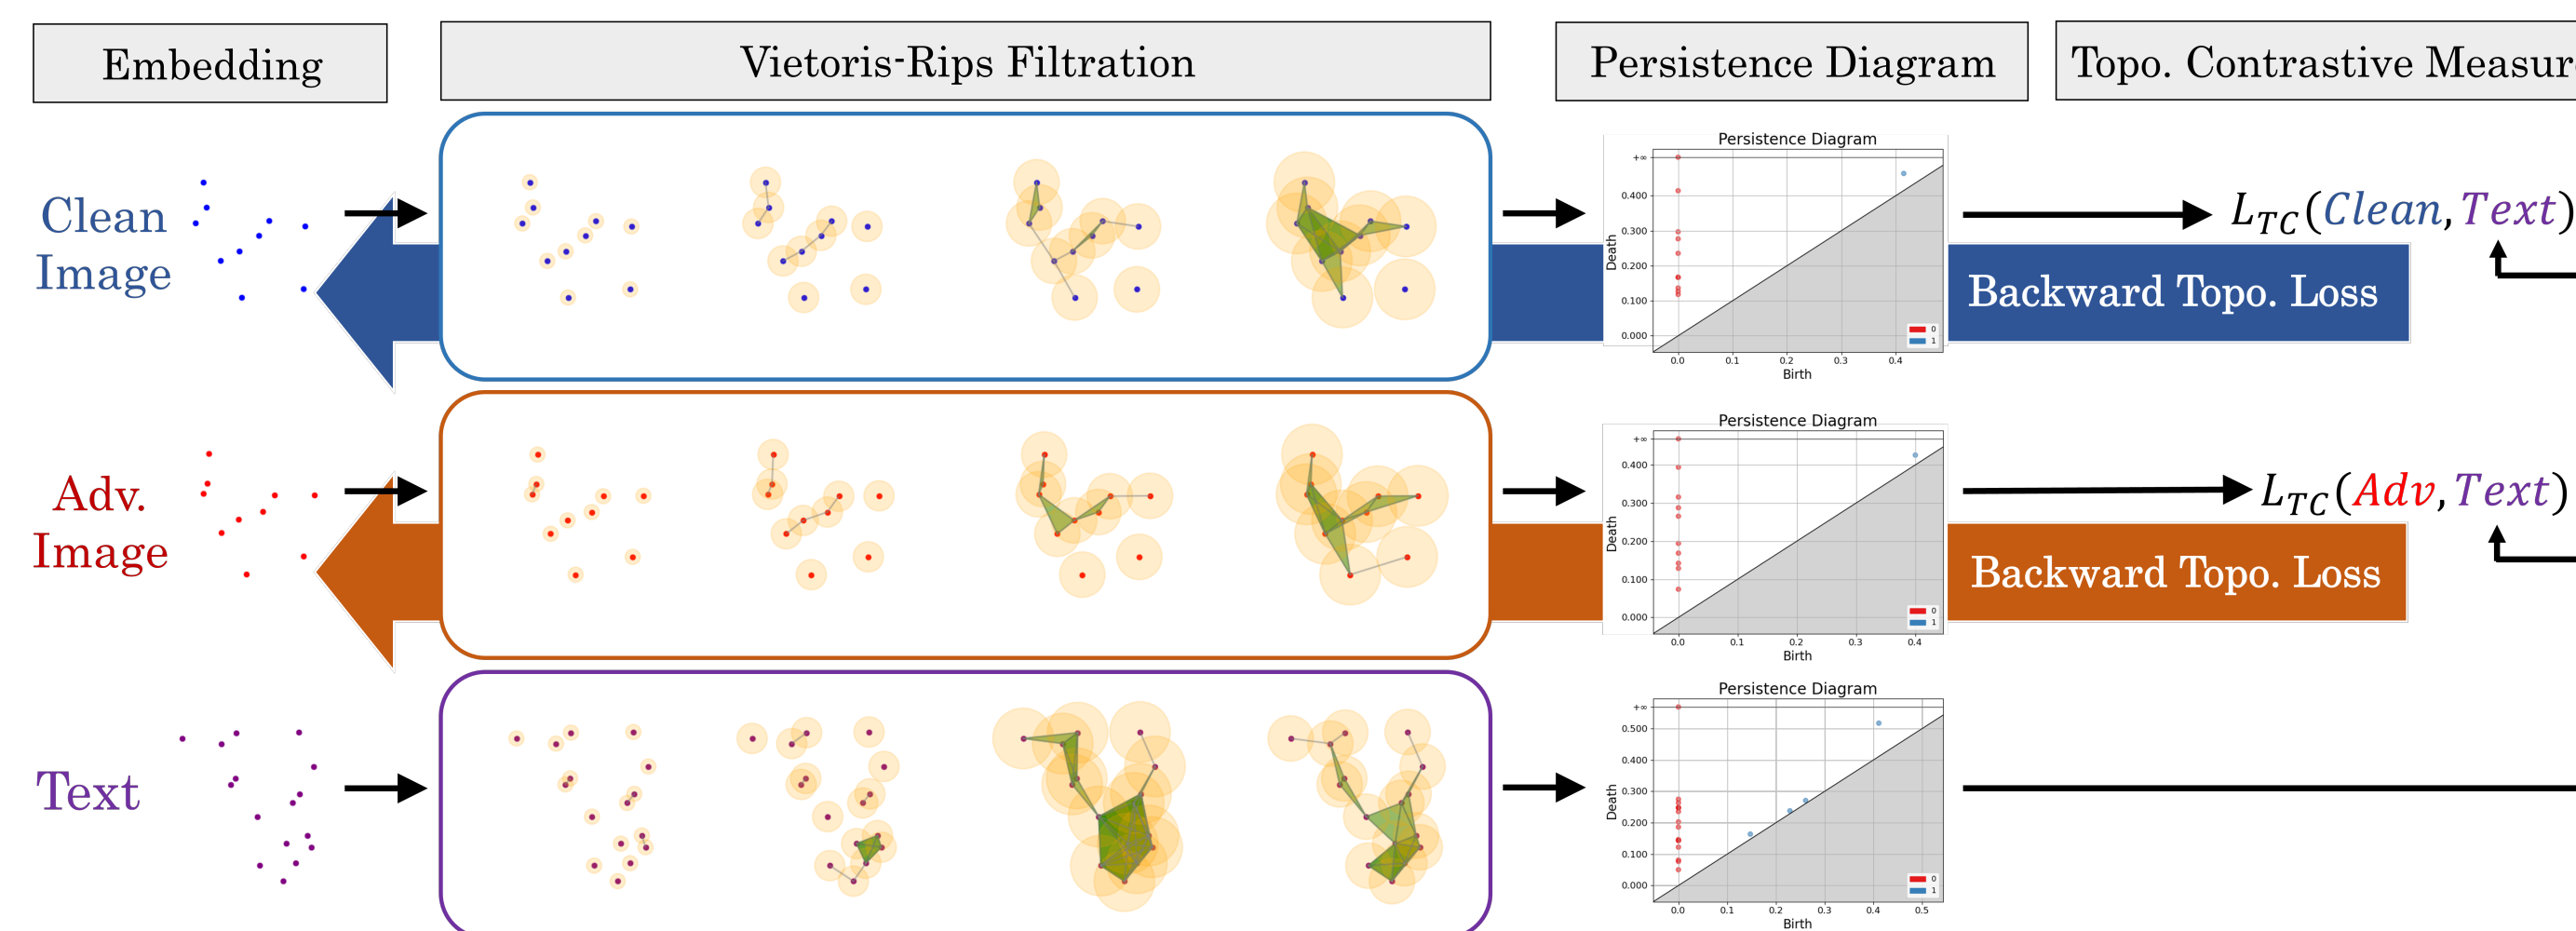 Embedding
Vietoris-Rips Filtration
Persistence Diagram
Topo. Contrastive Measur
Clean
Image
Persistence Diagram
+∞
0.400
0.300
0.200
0.100
0.000
Death
0.0 0.1 0.2 0.3 0.4
Birth
0
1
L_TC(Clean, Text)
Backward Topo. Loss
Adv.
Image
Persistence Diagram
+∞
0.400
0.300
0.200
0.100
0.000
Death
0.0 0.1 0.2 0.3 0.4
Birth
0
1
L_TC(Adv, Text)
Backward Topo. Loss
Text
Persistence Diagram
+∞
0.500
0.400
0.300
0.200
0.100
0.000
Death
0.0 0.1 0.2 0.3 0.4 0.5
Birth
0
1